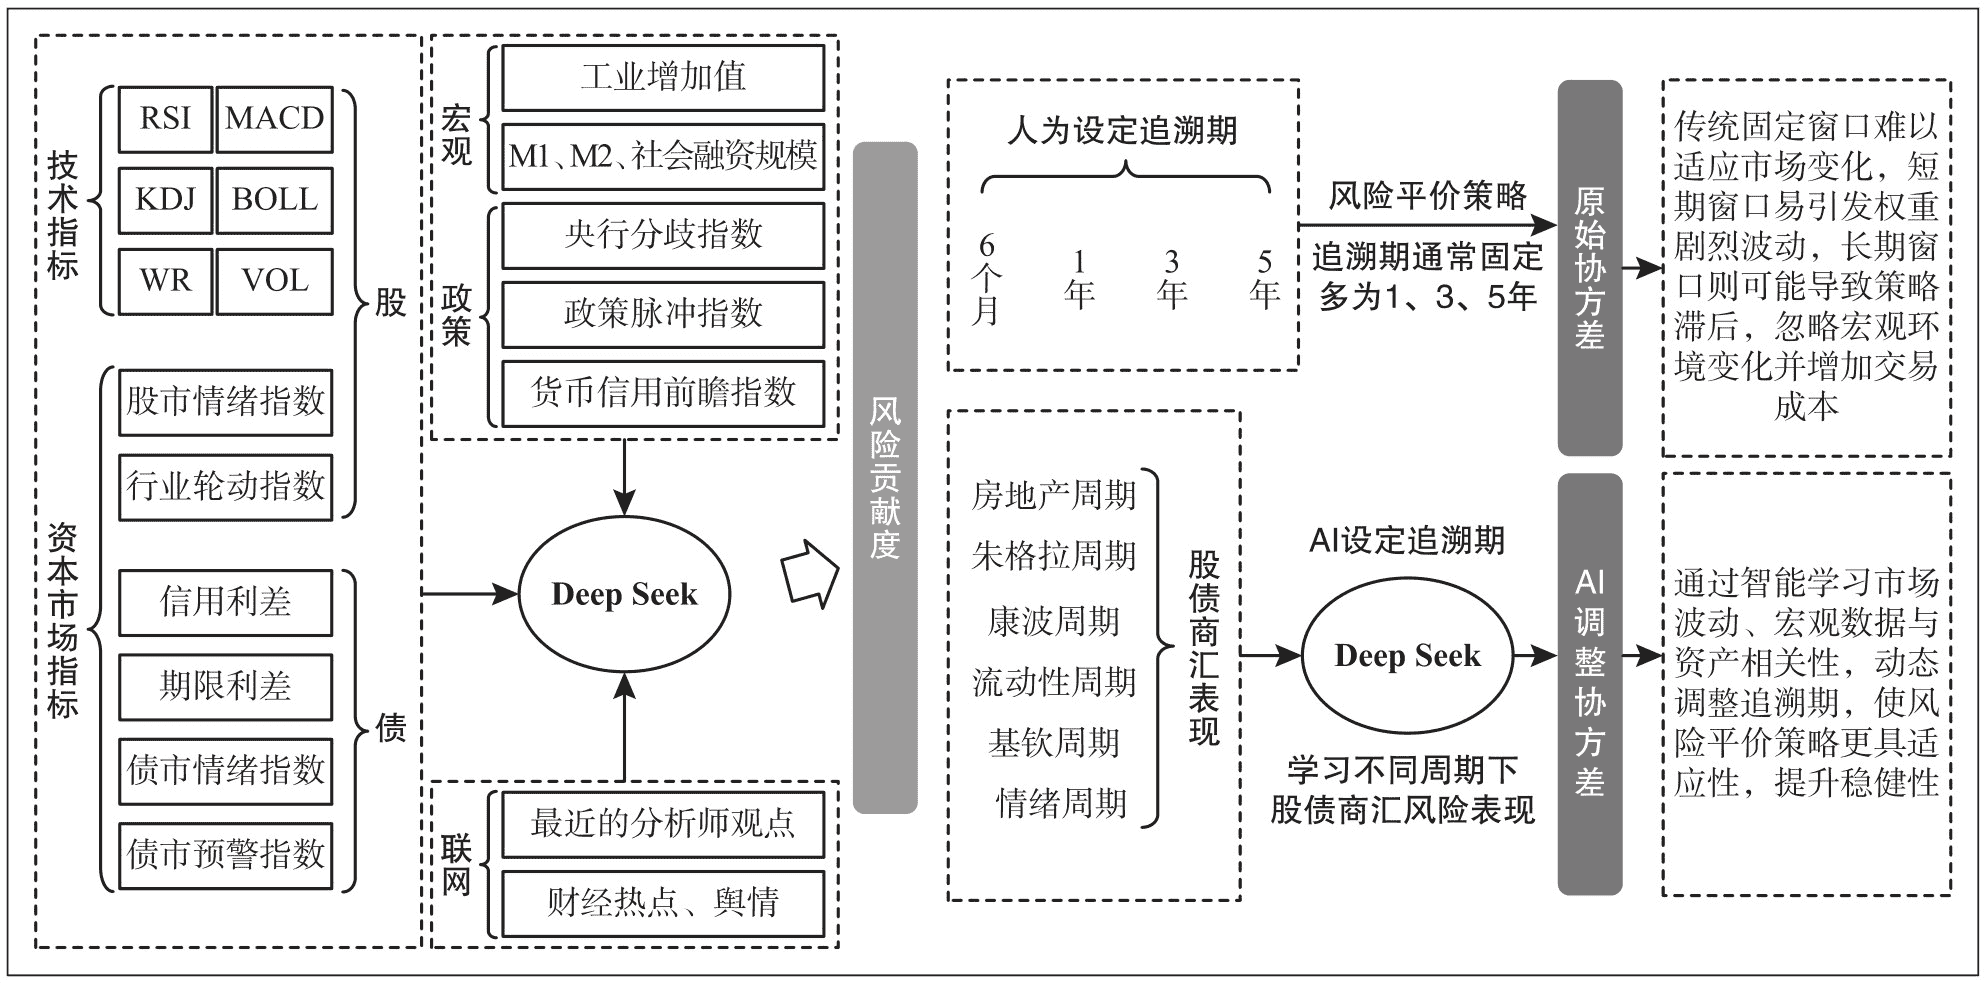 技术指标
RSI
MACD
KDJ
BOLL
WR
VOL
股
资本市场指标
股市情绪指数
行业轮动指数
信用利差
期限利差
债市情绪指数
债市预警指数
债
宏观
工业增加值
M1、M2、社会融资规模
政策
央行分歧指数
政策脉冲指数
货币信用前瞻指数
Deep Seek
联网
最近的分析师观点
财经热点、舆情
风险贡献度
人为设定追溯期
6个月
1年
3年
5年
风险平价策略
追溯期通常固定
多为1、3、5年
原始协方差
传统固定窗口难以
适应市场变化，短
期窗口易引发权重
剧烈波动，长期窗
口则可能导致策略
滞后，忽略宏观环
境变化并增加交易
成本
房地产周期
朱格拉周期
康波周期
流动性周期
基钦周期
情绪周期
股债商汇表现
AI设定追溯期
Deep Seek
学习不同周期下
股债商汇风险表现
AI调整协方差
通过智能学习市场
波动、宏观数据与
资产相关性，动态
调整追溯期，使风
险平价策略更具适
应性，提升稳健性